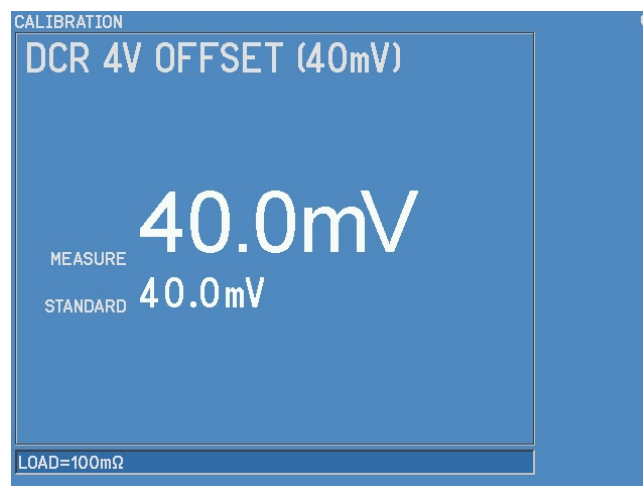 CALIBRATION
DCR 4V OFFSET (40mV)
MEASURE 40.0mV
STANDARD 40.0mV
LOAD=100mΩ